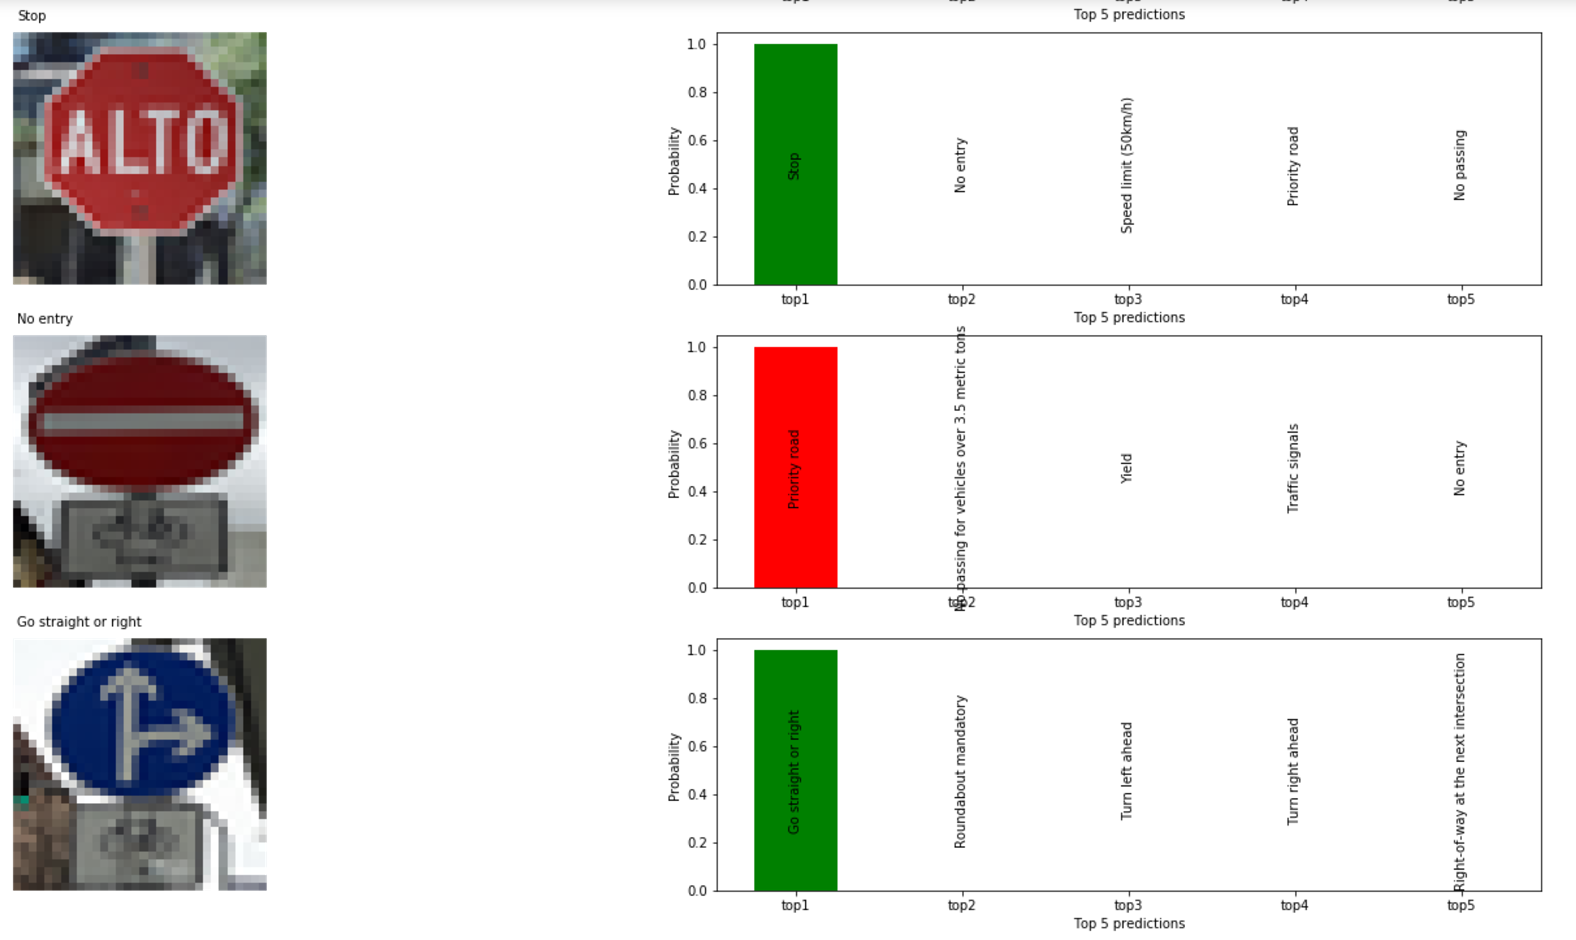 top1 top2 top3 top4 top5
Top 5 predictions
Stop
ALTO
1.0
0.8
0.6
0.4
0.2
0.0
Probability
Stop
No entry
Speed limit (50km/h)
Priority road
No passing
top1 top2 top3 top4 top5
Top 5 predictions
No entry
1.0
0.8
0.6
0.4
0.2
0.0
Probability
Priority road
No passing for vehicles over 3.5 metric tons
Yield
Traffic signals
No entry
top1 top2 top3 top4 top5
Top 5 predictions
Go straight or right
1.0
0.8
0.6
0.4
0.2
0.0
Probability
Go straight or right
Roundabout mandatory
Turn left ahead
Turn right ahead
Right-of-way at the next intersection
top1 top2 top3 top4 top5
Top 5 predictions